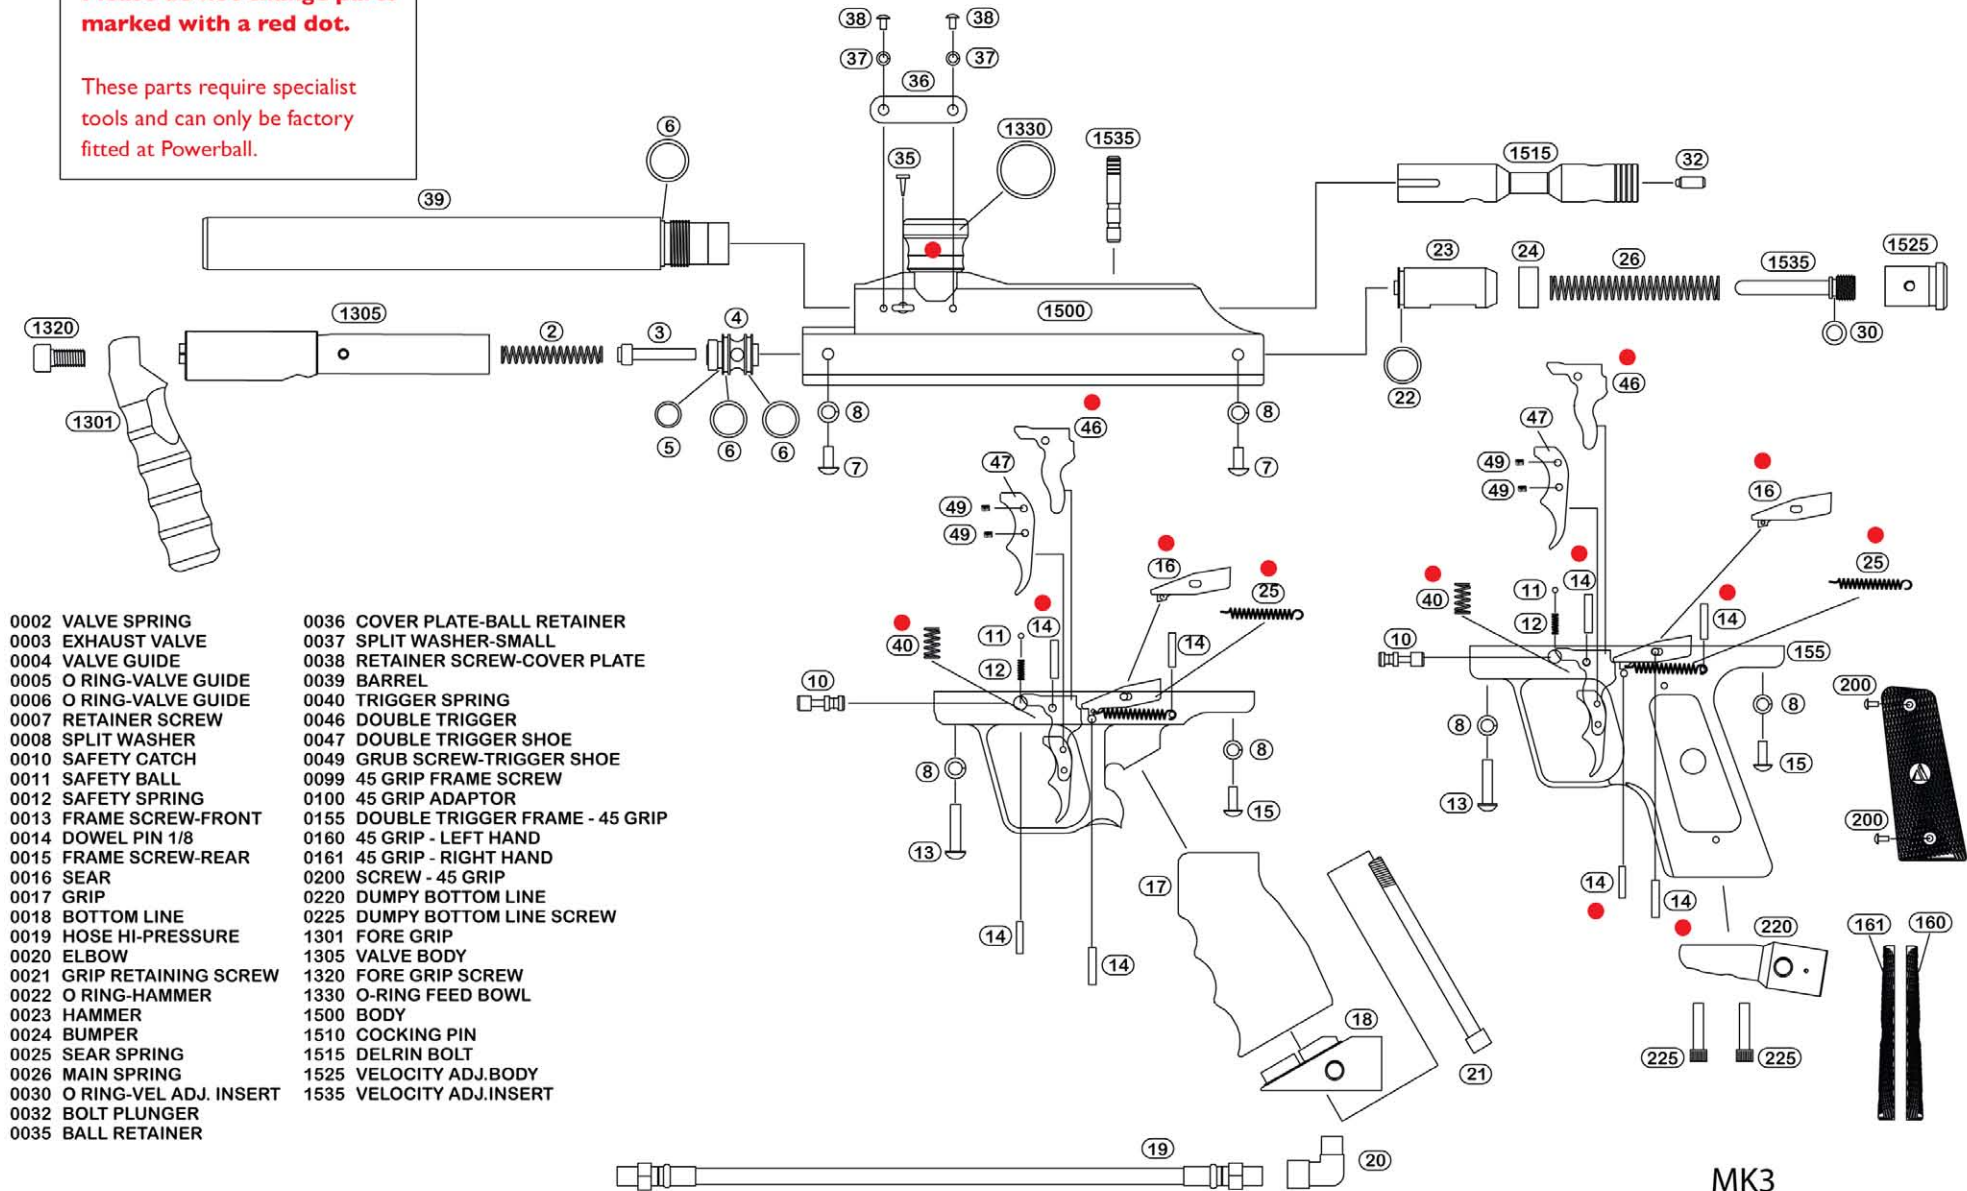 marked with a red dot.
These parts require specialist
tools and can only be factory
fitted at Powerball.
38
38
37
37
36
6
1330
1535
35
1515
32
39
23
24
26
1535
1525
1320
1305
2
3
4
1500
30
1301
5
6
6
8
7
8
7
22
46
46
47
47
49
49
49
49
16
16
25
25
40
11
14
12
14
10
40
11
14
12
14
10
155
8
13
8
15
8
13
8
15
200
200
17
14
14
14
14
18
21
220
225
225
161
160
19
20
0002 VALVE SPRING
0003 EXHAUST VALVE
0004 VALVE GUIDE
0005 O RING-VALVE GUIDE
0006 O RING-VALVE GUIDE
0007 RETAINER SCREW
0008 SPLIT WASHER
0010 SAFETY CATCH
0011 SAFETY BALL
0012 SAFETY SPRING
0013 FRAME SCREW-FRONT
0014 DOWEL PIN 1/8
0015 FRAME SCREW-REAR
0016 SEAR
0017 GRIP
0018 BOTTOM LINE
0019 HOSE HI-PRESSURE
0020 ELBOW
0021 GRIP RETAINING SCREW
0022 O RING-HAMMER
0023 HAMMER
0024 BUMPER
0025 SEAR SPRING
0026 MAIN SPRING
0030 O RING-VEL ADJ. INSERT
0032 BOLT PLUNGER
0035 BALL RETAINER
0036 COVER PLATE-BALL RETAINER
0037 SPLIT WASHER-SMALL
0038 RETAINER SCREW-COVER PLATE
0039 BARREL
0040 TRIGGER SPRING
0046 DOUBLE TRIGGER
0047 DOUBLE TRIGGER SHOE
0049 GRUB SCREW-TRIGGER SHOE
0099 45 GRIP FRAME SCREW
0100 45 GRIP ADAPTOR
0155 DOUBLE TRIGGER FRAME - 45 GRIP
0160 45 GRIP - LEFT HAND
0161 45 GRIP - RIGHT HAND
0200 SCREW - 45 GRIP
0220 DUMPY BOTTOM LINE
0225 DUMPY BOTTOM LINE SCREW
1301 FORE GRIP
1305 VALVE BODY
1320 FORE GRIP SCREW
1330 O-RING FEED BOWL
1500 BODY
1510 COCKING PIN
1515 DELRIN BOLT
1525 VELOCITY ADJ.BODY
1535 VELOCITY ADJ.INSERT
MK3